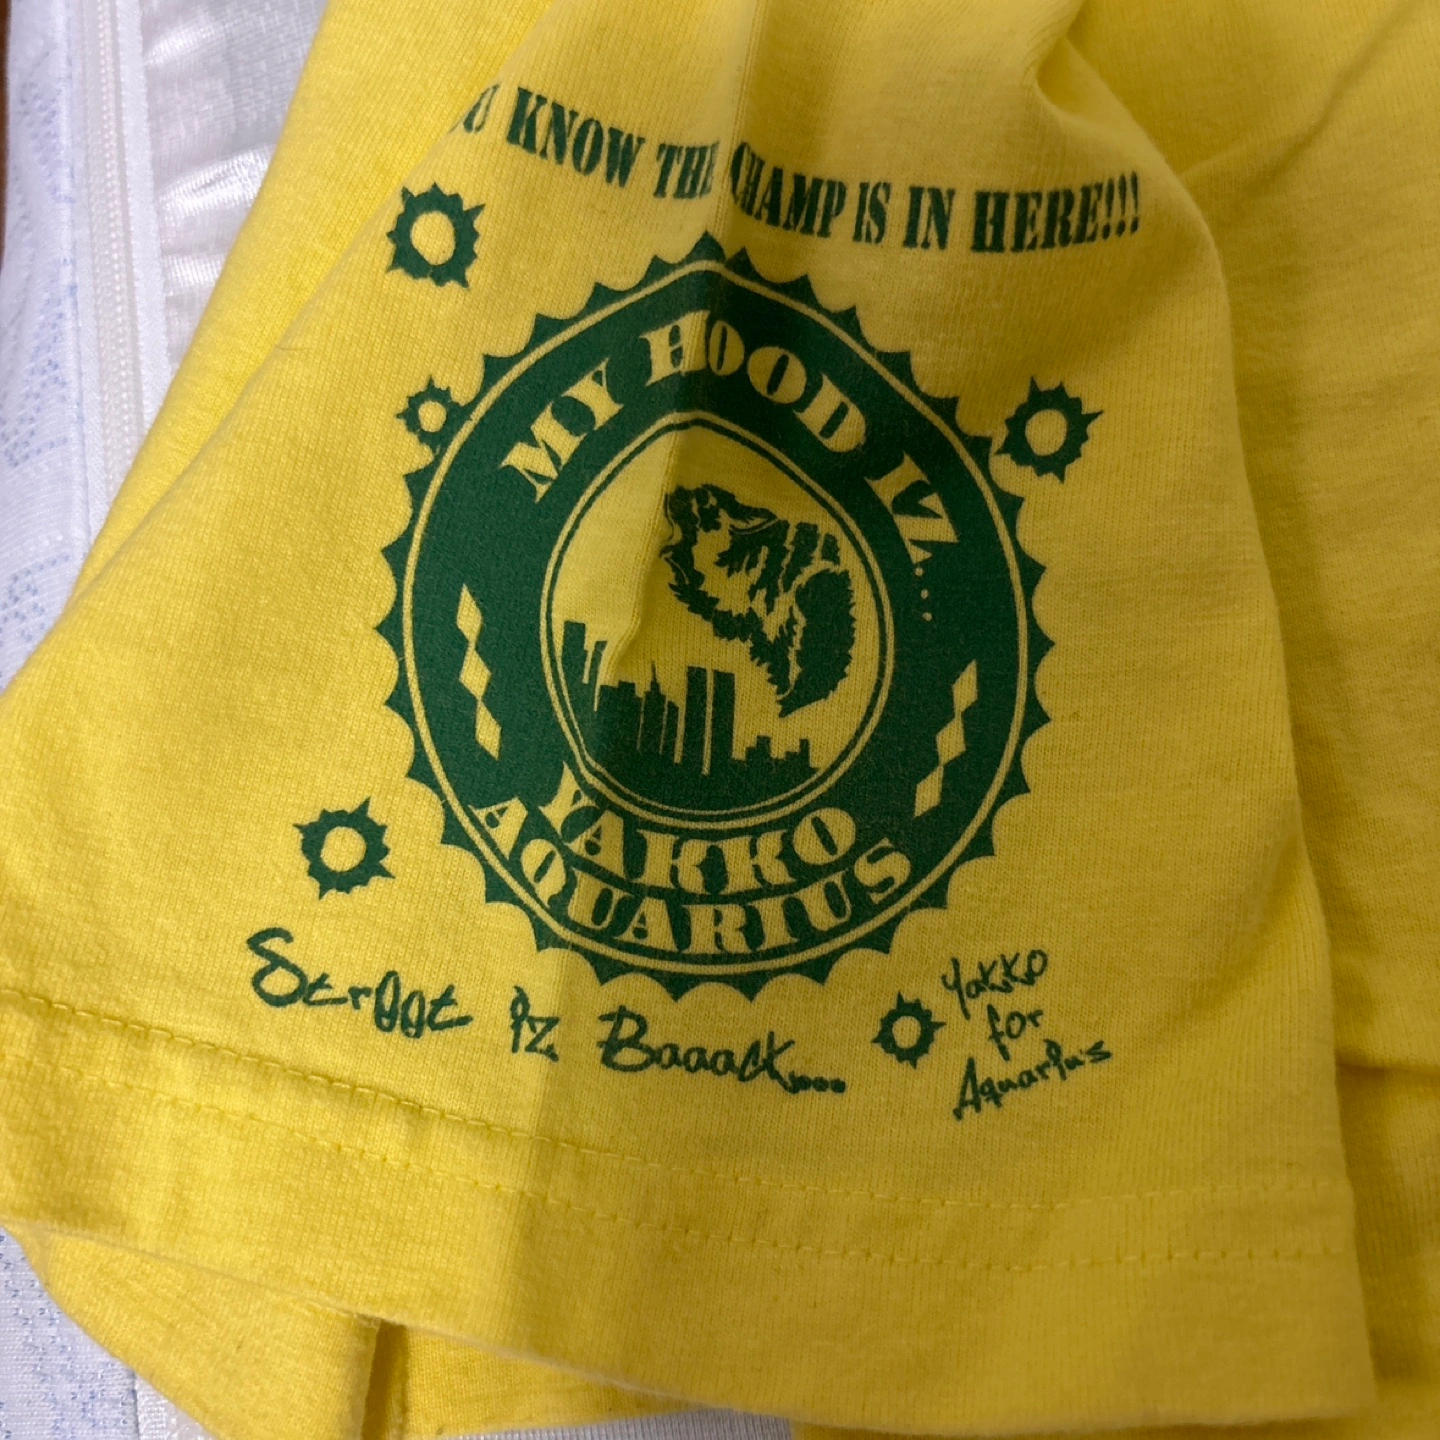 U KNOW THE CHAMP IS IN HERE!!!
MY HOOD IZ....
YAKKO
AQUARIUS
Street iz Baaack....
Yakko
for
Aquarius